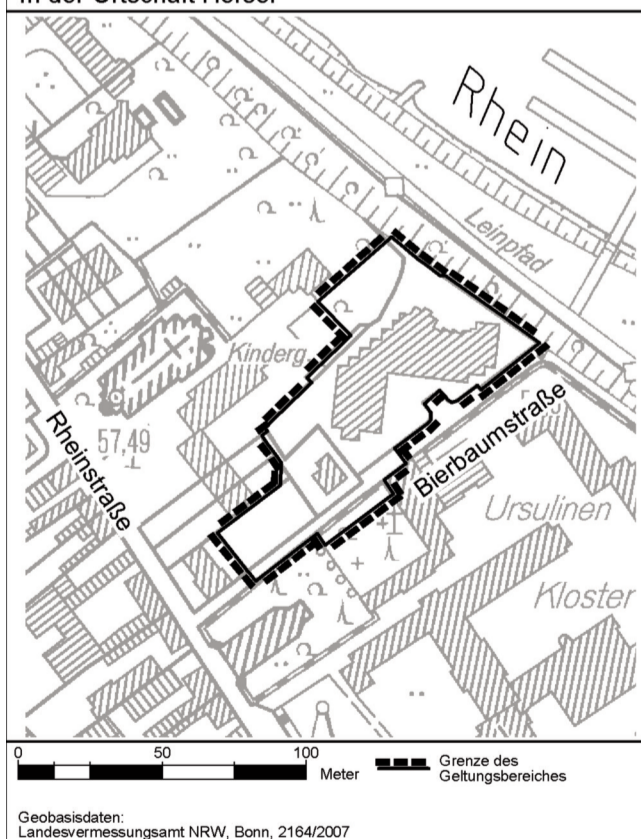 in der Ortschaft Hersel
Rhein
Leinpfad
Kinderg.
57,49
Rheinstraße
Bierbaumstraße
Ursulinen
Kloster
0 50 100
Meter
Grenze des
Geltungsbereiches
Geobasisdaten:
Landesvermessungsamt NRW, Bonn, 2164/2007